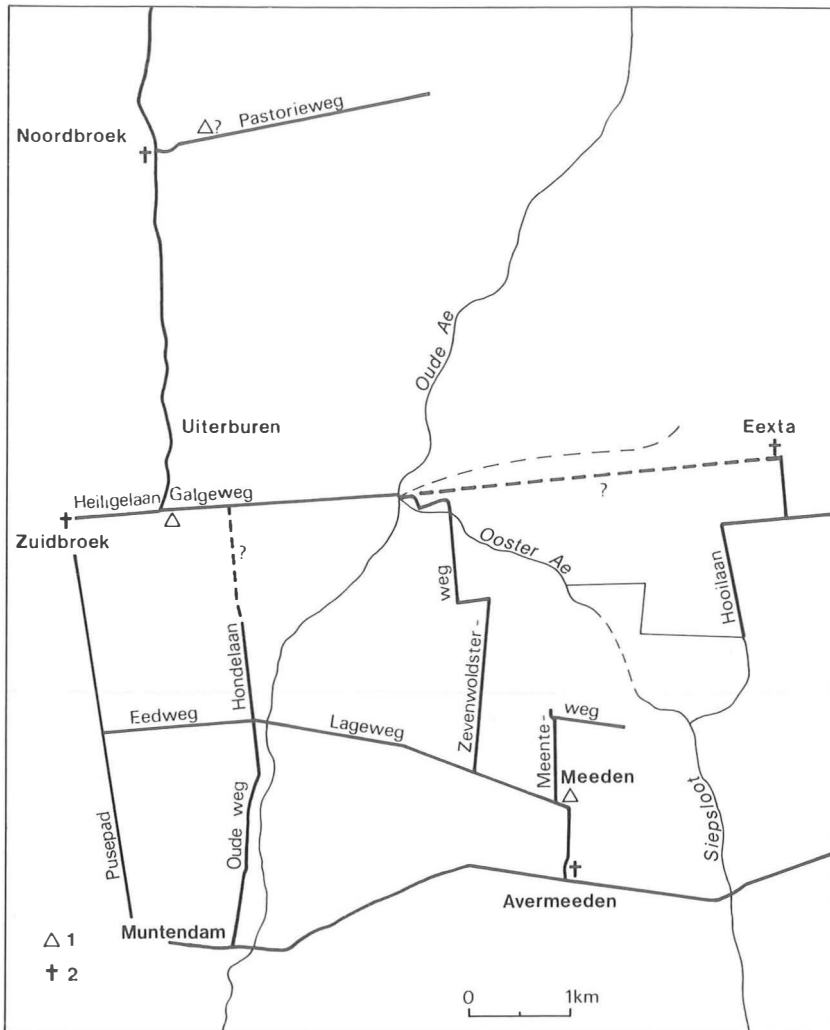 △? Pastorieweg
Noordbroek
Oude Ae
Uiterburen
Eexta
?
Heiligelaan Galgeweg
Zuidbroek
?
Ooster Ae
weg
Hooilaan
Hondelaan
Zevenwoldster-
Eedweg
Lageweg
Meente-
weg
Meeden
Pusepad
Oude weg
Siepsloot
Avermeeden
Muntendam
△ 1
✝ 2
0 1km